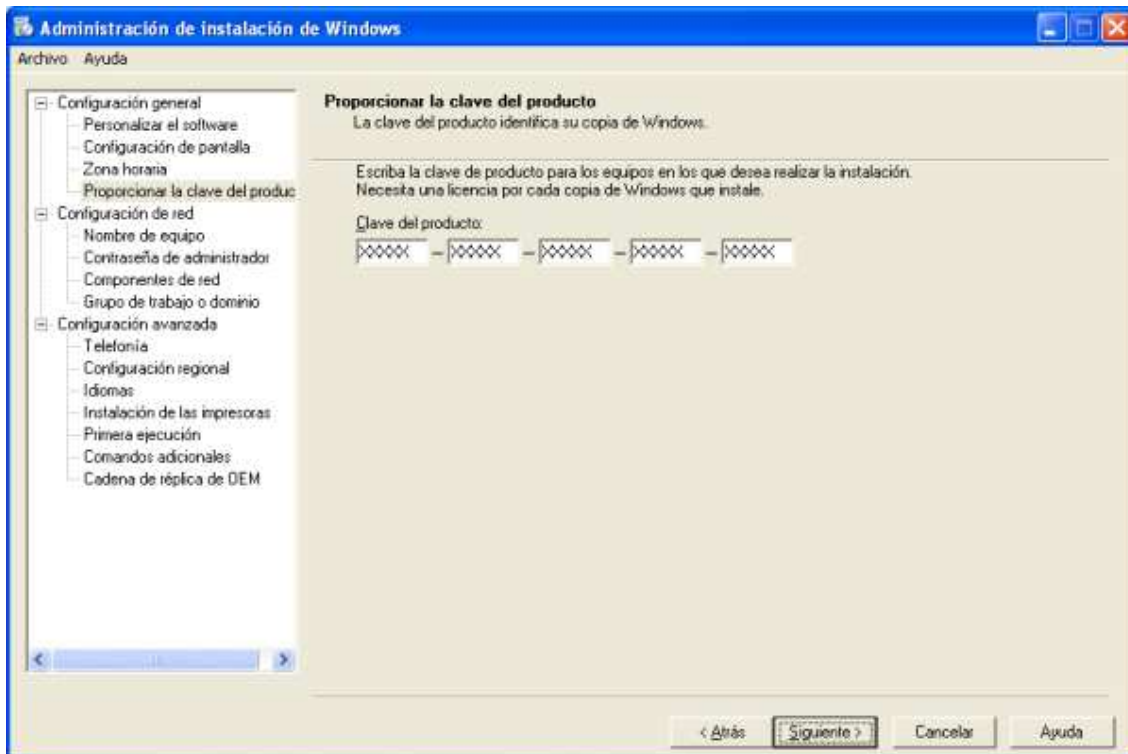 Administración de instalación de Windows
Archivo Ayuda
Configuración general
Personalizar el software
Configuración de pantalla
Zona horaria
Proporcionar la clave del produc
Configuración de red
Nombre de equipo
Contraseña de administrador
Componentes de red
Grupo de trabajo o dominio
Configuración avanzada
Telefonía
Configuración regional
Idiomas
Instalación de las impresoras
Primera ejecución
Comandos adicionales
Cadena de réplica de OEM
Proporcionar la clave del producto
La clave del producto identifica su copia de Windows.
Escriba la clave de producto para los equipos en los que desea realizar la instalación.
Necesita una licencia por cada copia de Windows que instale.
Clave del producto:
XXXXX - XXXXX - XXXXX - XXXXX - XXXXX
< Atrás Siguiente > Cancelar Ayuda